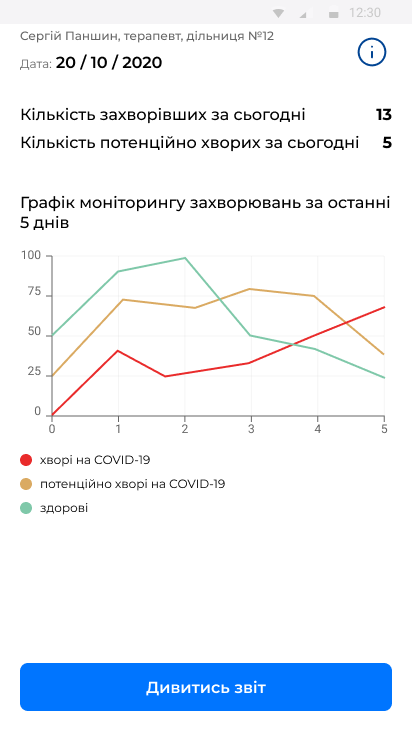 12:30
Сергій Паншин, терапевт, дільниця №12
Дата: 20 / 10 / 2020
Кількість захворівших за сьогодні 13
Кількість потенційно хворих за сьогодні 5
Графік моніторингу захворювань за останні
5 днів
100
75
50
25
0
0 1 2 3 4 5
хворі на COVID-19
потенційно хворі на COVID-19
здорові
Дивитись звіт